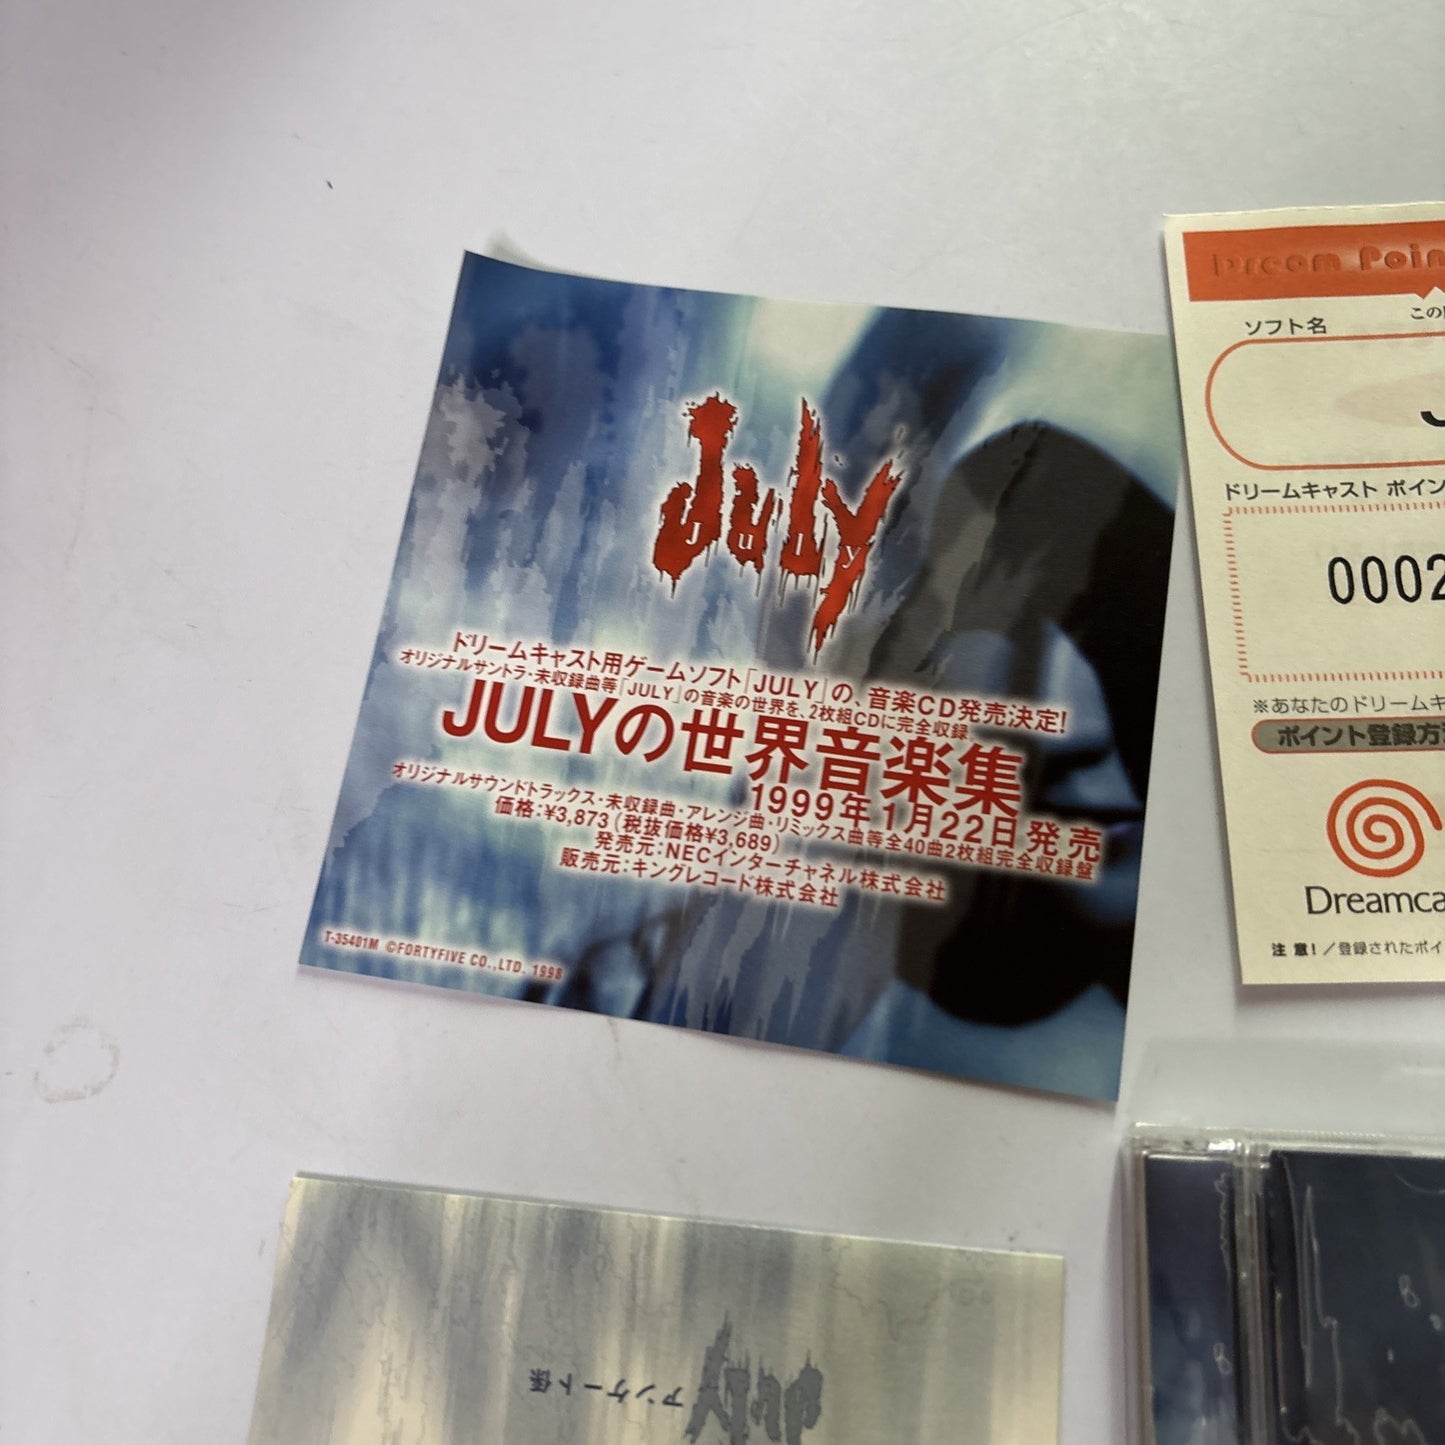 July
July
ドリームキャスト用ゲームソフト「JULY」の、音楽CD発売決定!
オリジナルサントラ・未収録曲等「JULY」の音楽の世界を、2枚組CDに完全収録。
JULYの世界音楽集
1999年1月22日発売
オリジナルサウンドトラックス・未収録曲・アレンジ曲・リミックス曲等全40曲2枚組完全収録盤
価格:¥3,873(税抜価格¥3,689)
発売元:NECインターチャネル株式会社
販売元:キングレコード株式会社
T-35401M ©FORTYFIVE CO.,LTD. 1998
Dream Poin
この
ソフト名
J
ドリームキャスト ポイン
0002
※あなたのドリームキ
ポイント登録方法
Dreamca
注 意!/登録されたポイ
July アンケート係